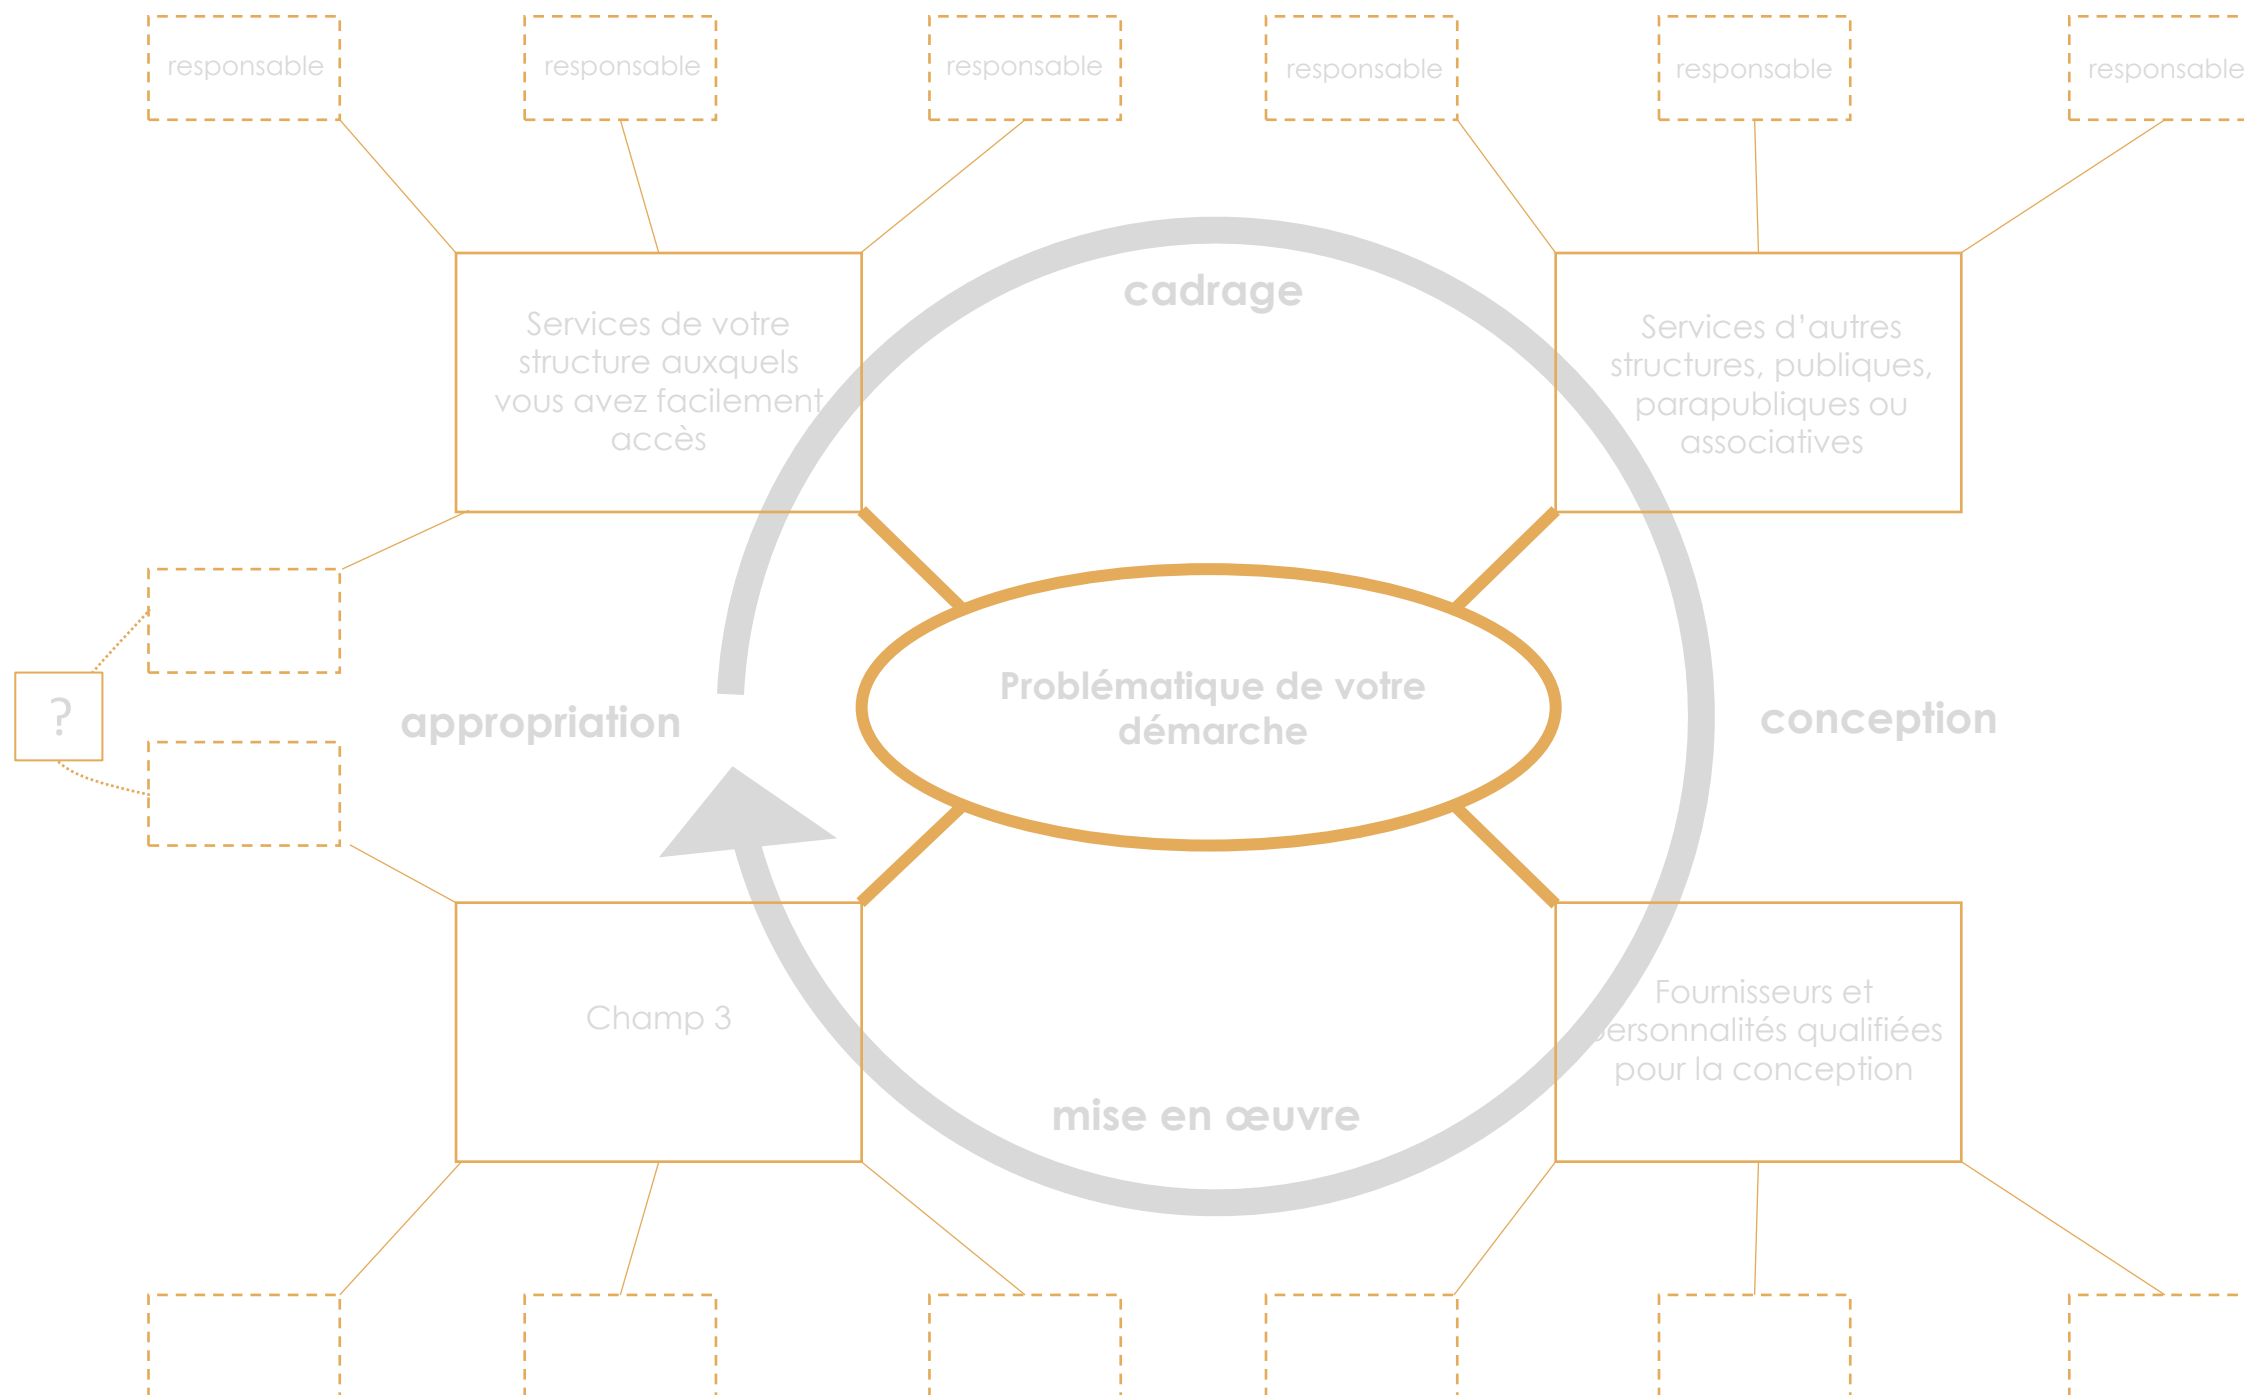 responsable
responsable
responsable
responsable
responsable
responsable
cadrage
Services de votre
structure auxquels
vous avez facilement
accès
Services d’autres
structures, publiques,
parapubliques ou
associatives
?
appropriation
Problématique de votre
démarche
conception
Champ 3
Fournisseurs et
personnalités qualifiées
pour la conception
mise en œuvre